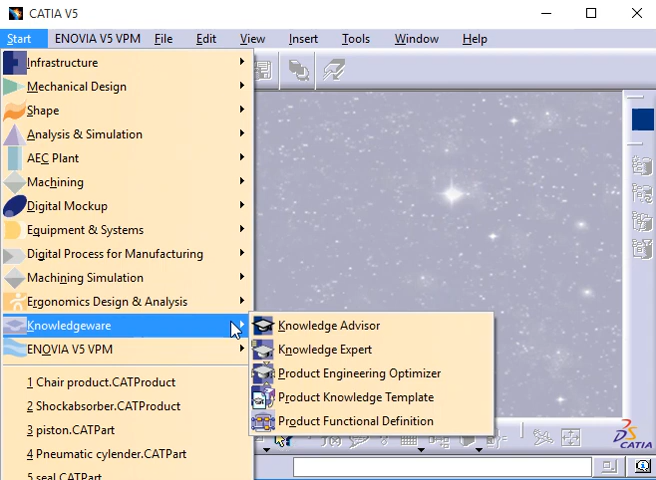 CATIA V5
Start ENOVIA V5 VPM File Edit View Insert Tools Window Help
Infrastructure
Mechanical Design
Shape
Analysis & Simulation
AEC Plant
Machining
Digital Mockup
Equipment & Systems
Digital Process for Manufacturing
Machining Simulation
Ergonomics Design & Analysis
Knowledgeware
ENOVIA V5 VPM
Knowledge Advisor
Knowledge Expert
Product Engineering Optimizer
Product Knowledge Template
Product Functional Definition
1 Chair product.CATProduct
2 Shockabsorber.CATProduct
3 piston.CATPart
4 Pneumatic cylender.CATPart
5 seal.CATPart
CATIA